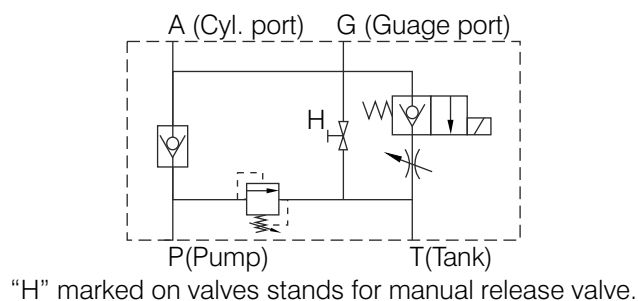 A (Cyl. port) G (Guage port)
H
P(Pump) T(Tank)
“H” marked on valves stands for manual release valve.